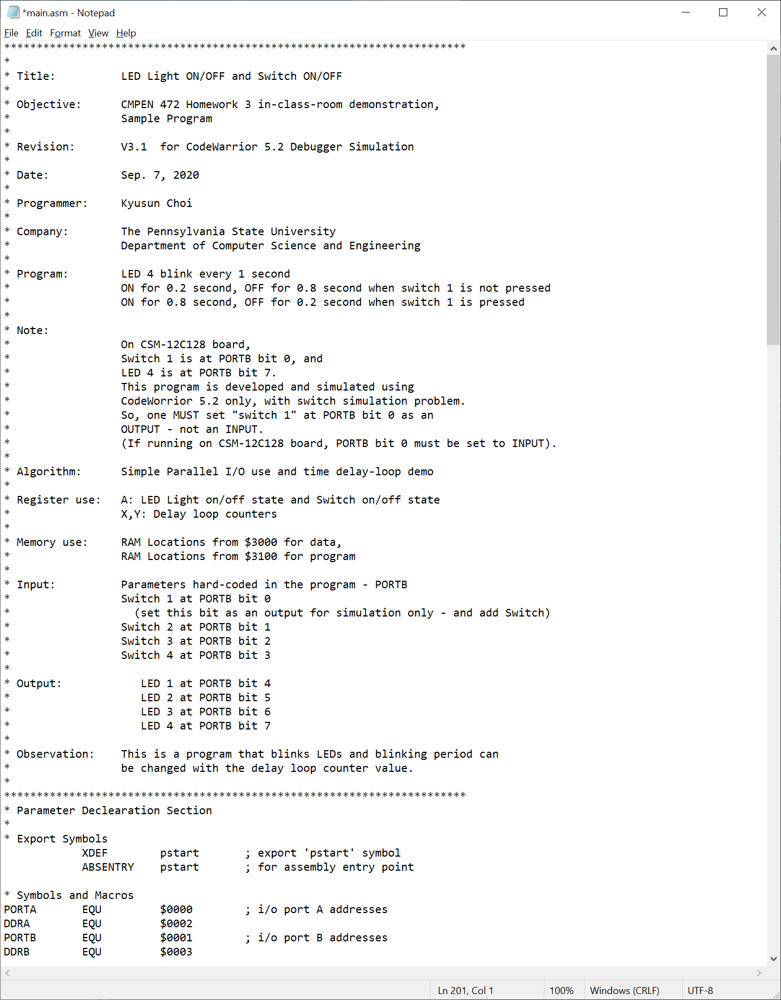 *main.asm - Notepad
File Edit Format View Help
***********************************************************************
*
* Title:          LED Light ON/OFF and Switch ON/OFF
*
* Objective:      CMPEN 472 Homework 3 in-class-room demonstration,
*                 Sample Program
*
* Revision:       V3.1  for CodeWarrior 5.2 Debugger Simulation
*
* Date:           Sep. 7, 2020
*
* Programmer:     Kyusun Choi
*
* Company:        The Pennsylvania State University
*                 Department of Computer Science and Engineering
*
* Program:        LED 4 blink every 1 second
*                 ON for 0.2 second, OFF for 0.8 second when switch 1 is not pressed
*                 ON for 0.8 second, OFF for 0.2 second when switch 1 is pressed
*
* Note:
*                 On CSM-12C128 board,
*                 Switch 1 is at PORTB bit 0, and
*                 LED 4 is at PORTB bit 7.
*                 This program is developed and simulated using
*                 CodeWorrior 5.2 only, with switch simulation problem.
*                 So, one MUST set "switch 1" at PORTB bit 0 as an
*                 OUTPUT - not an INPUT.
*                 (If running on CSM-12C128 board, PORTB bit 0 must be set to INPUT).
*
* Algorithm:      Simple Parallel I/O use and time delay-loop demo
*
* Register use:   A: LED Light on/off state and Switch on/off state
*                 X,Y: Delay loop counters
*
* Memory use:     RAM Locations from $3000 for data,
*                 RAM Locations from $3100 for program
*
* Input:          Parameters hard-coded in the program - PORTB
*                 Switch 1 at PORTB bit 0
*                   (set this bit as an output for simulation only - and add Switch)
*                 Switch 2 at PORTB bit 1
*                 Switch 3 at PORTB bit 2
*                 Switch 4 at PORTB bit 3
*
* Output:            LED 1 at PORTB bit 4
*                    LED 2 at PORTB bit 5
*                    LED 3 at PORTB bit 6
*                    LED 4 at PORTB bit 7
*
* Observation:    This is a program that blinks LEDs and blinking period can
*                 be changed with the delay loop counter value.
*
***********************************************************************
* Parameter Declearation Section
*
* Export Symbols
            XDEF        pstart       ; export 'pstart' symbol
            ABSENTRY    pstart       ; for assembly entry point

* Symbols and Macros
PORTA       EQU         $0000        ; i/o port A addresses
DDRA        EQU         $0002
PORTB       EQU         $0001        ; i/o port B addresses
DDRB        EQU         $0003
Ln 201, Col 1 100% Windows (CRLF) UTF-8